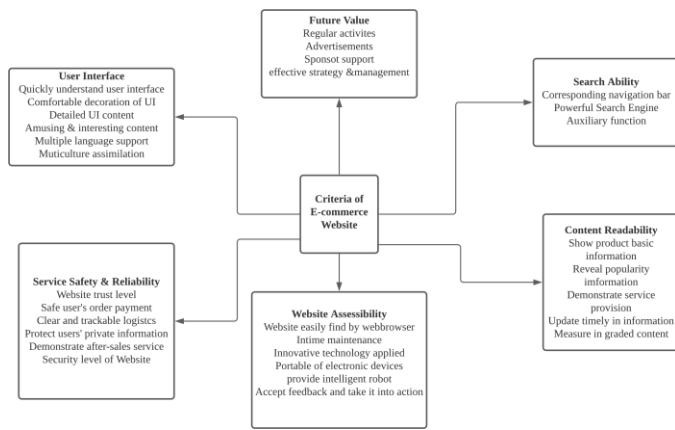 Future Value
Regular activites
Advertisements
Sponsot support
effective strategy &management
User Interface
Quickly understand user interface
Comfortable decoration of UI
Detailed UI content
Amusing & interesting content
Multiple language support
Muticulture assimilation
Search Ability
Corresponding navigation bar
Powerful Search Engine
Auxiliary function
Criteria of
E-commerce
Website
Service Safety & Reliability
Website trust level
Safe user's order payment
Clear and trackable logistcs
Protect users' private information
Demonstrate after-sales service
Security level of Website
Website Assessibility
Website easily find by webbrowser
Intime maintenance
Innovative technology applied
Portable of electronic devices
provide intelligent robot
Accept feedback and take it into action
Content Readability
Show product basic
information
Reveal popularity
imformation
Demonstrate service
provision
Update timely in information
Measure in graded content